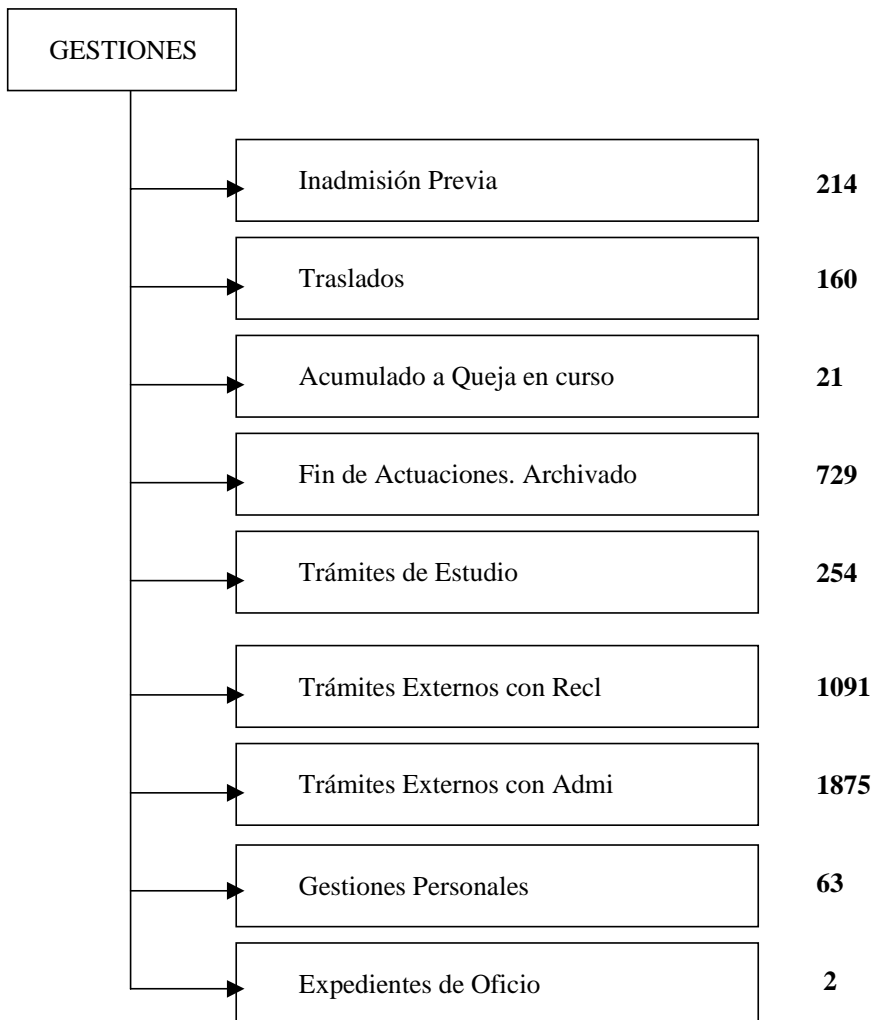 GESTIONES
Inadmisión Previa 214
Traslados 160
Acumulado a Queja en curso 21
Fin de Actuaciones. Archivado 729
Trámites de Estudio 254
Trámites Externos con Recl 1091
Trámites Externos con Admi 1875
Gestiones Personales 63
Expedientes de Oficio 2